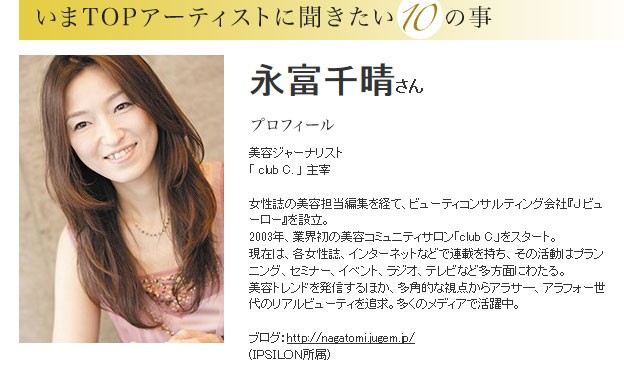 いまTOPアーティストに聞きたい10の事
永富千晴さん
プロフィール
美容ジャーナリスト
「 club C. 」 主宰
女性誌の美容担当編集を経て、ビューティコンサルティング会社『Jビュ
ーロー』を設立。
2003年、業界初の美容コミュニティサロン「club C.」をスタート。
現在は、各女性誌、インターネットなどで連載を持ち、その活動はプラン
ニング、セミナー、イベント、ラジオ、テレビなど多方面にわたる。
美容トレンドを発信するほか、多角的な視点からアラサー、アラフォー世
代のリアルビューティを追求。多くのメディアで活躍中。
ブログ：http://nagatomi.jugem.jp/
(IPSILON所属)